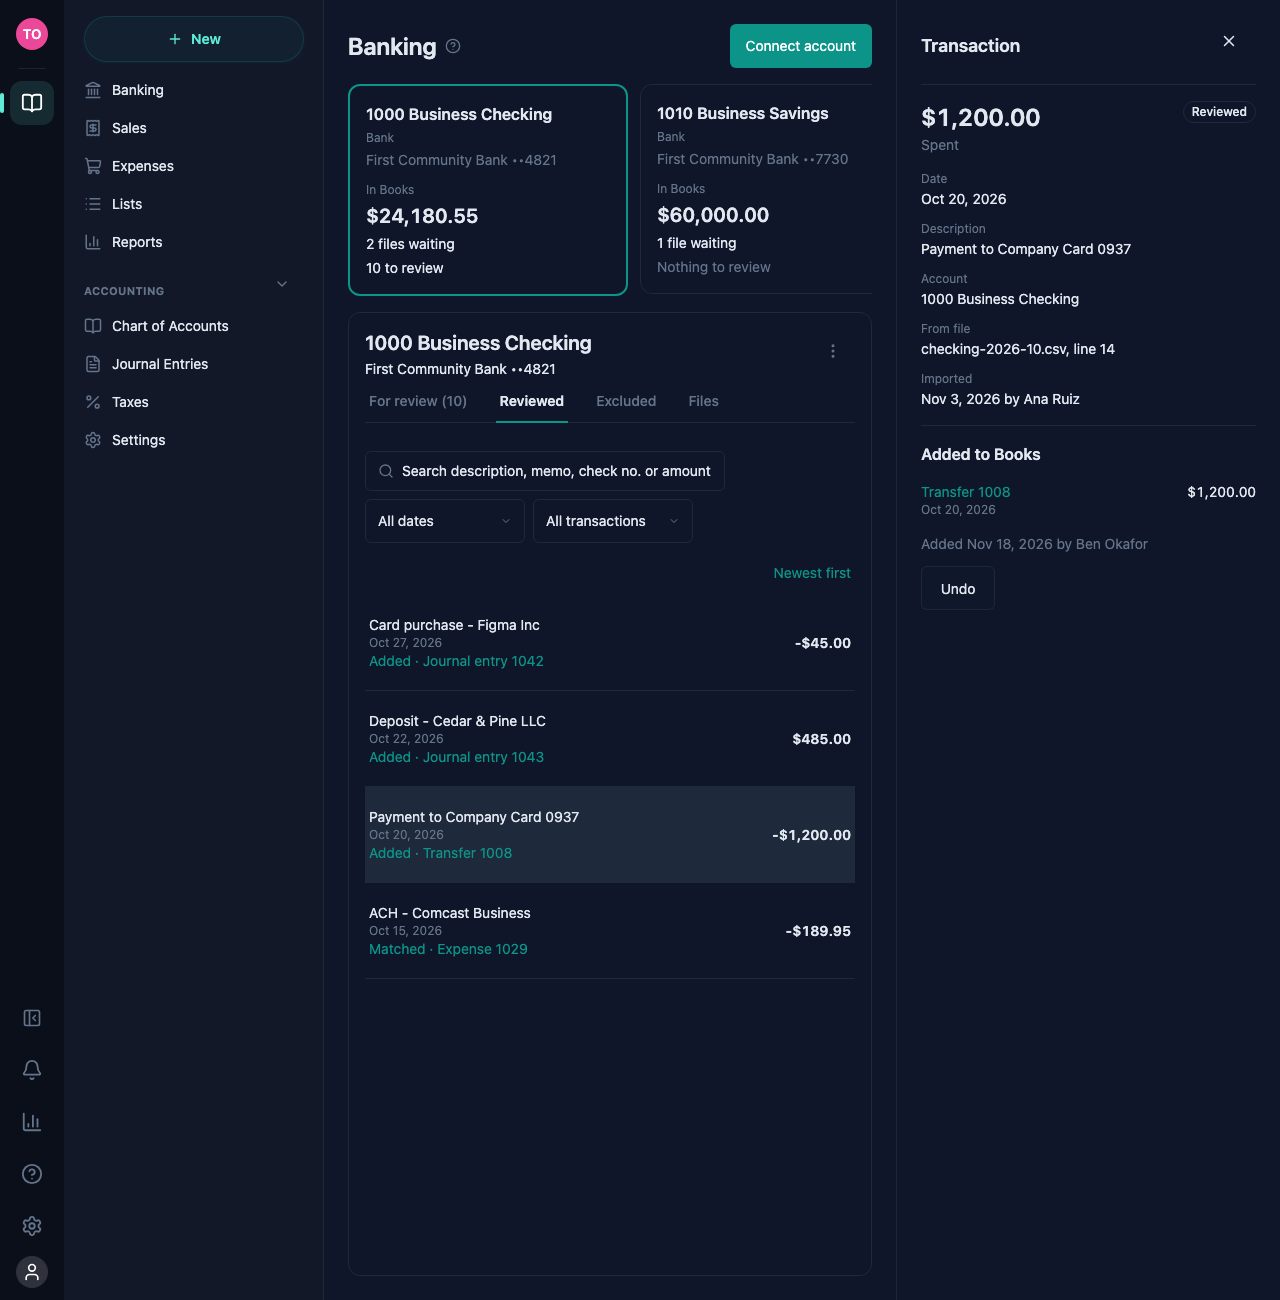 TO
New
Banking
Sales
Expenses
Lists
Reports
ACCOUNTING
Chart of Accounts
Journal Entries
Taxes
Settings
Banking
Connect account
1000 Business Checking
Bank
First Community Bank ••4821
In Books
$24,180.55
2 files waiting
10 to review
1010 Business Savings
Bank
First Community Bank ••7730
In Books
$60,000.00
1 file waiting
Nothing to review
1000 Business Checking
First Community Bank ••4821
For review (10) Reviewed Excluded Files
Search description, memo, check no. or amount
All dates All transactions
Newest first
Card purchase - Figma Inc
Oct 27, 2026
Added · Journal entry 1042
-$45.00
Deposit - Cedar & Pine LLC
Oct 22, 2026
Added · Journal entry 1043
$485.00
Payment to Company Card 0937
Oct 20, 2026
Added · Transfer 1008
-$1,200.00
ACH - Comcast Business
Oct 15, 2026
Matched · Expense 1029
-$189.95
Transaction
$1,200.00
Reviewed
Spent
Date
Oct 20, 2026
Description
Payment to Company Card 0937
Account
1000 Business Checking
From file
checking-2026-10.csv, line 14
Imported
Nov 3, 2026 by Ana Ruiz
Added to Books
Transfer 1008 $1,200.00
Oct 20, 2026
Added Nov 18, 2026 by Ben Okafor
Undo